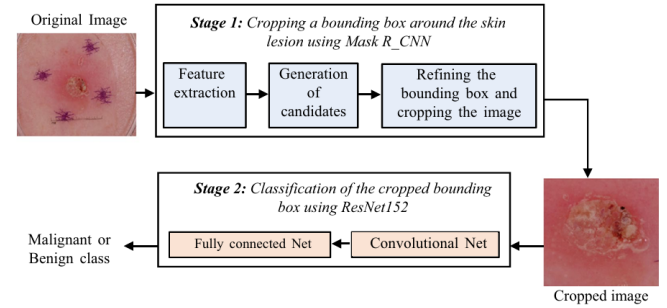 Original Image
Stage 1: Cropping a bounding box around the skin
lesion using Mask R_CNN
Feature
extraction
Generation
of
candidates
Refining the
bounding box and
cropping the image
Stage 2: Classification of the cropped bounding
box using ResNet152
Malignant or
Benign class
Fully connected Net
Convolutional Net
Cropped image